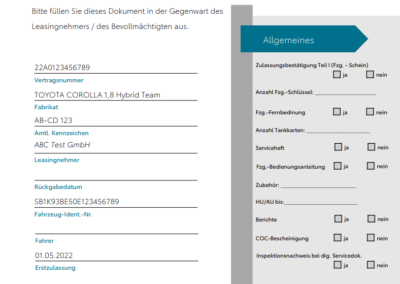 Bitte füllen Sie dieses Dokument in der Gegenwart des
Leasingnehmers / des Bevollmächtigten aus.
22A0123456789
Vertragsnummer
TOYOTA COROLLA 1,8 Hybrid Team
Fabrikat
AB-CD 123
Amtl. Kennzeichen
ABC Test GmbH
Leasingnehmer
Rückgabedatum
SB1K93BE50E123456789
Fahrzeug-Ident.-Nr.
Fahrer
01.05.2022
Erstzulassung
Allgemeines
Zulassungsbestätigung Teil I (Fzg. - Schein)
ja nein
Anzahl Fzg.-Schlüssel:
Fzg.-Fernbedinung ja nein
Anzahl Tankkarten:
Serviceheft ja nein
Fzg.-Bedienungsanleitung ja nein
Zubehör:
HU/AU bis:
Berichte ja nein
COC-Bescheinigung ja nein
Inspektionsnachweis bei dig. Servicedok.
ja nein